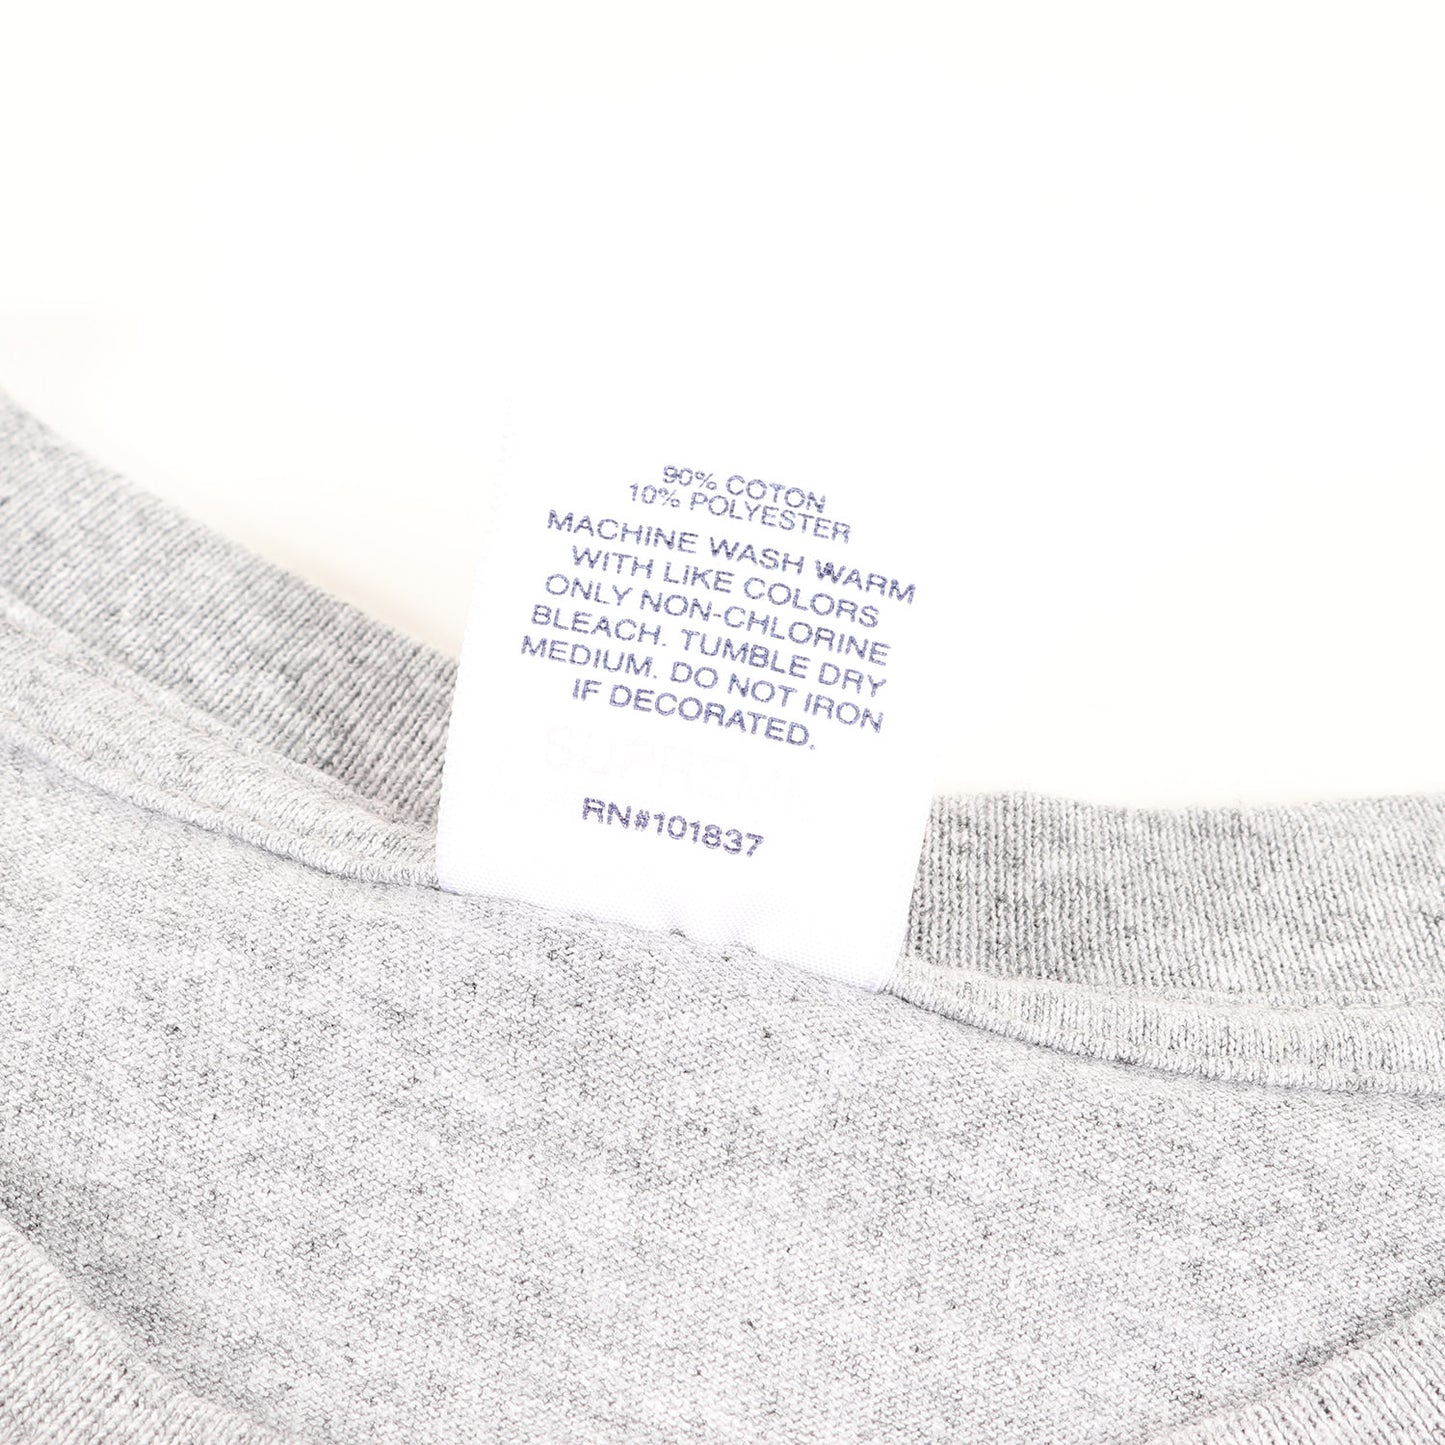 90% COTON
10% POLYESTER
MACHINE WASH WARM
WITH LIKE COLORS
ONLY NON-CHLORINE
BLEACH. TUMBLE DRY
MEDIUM. DO NOT IRON
IF DECORATED.
RN#101837